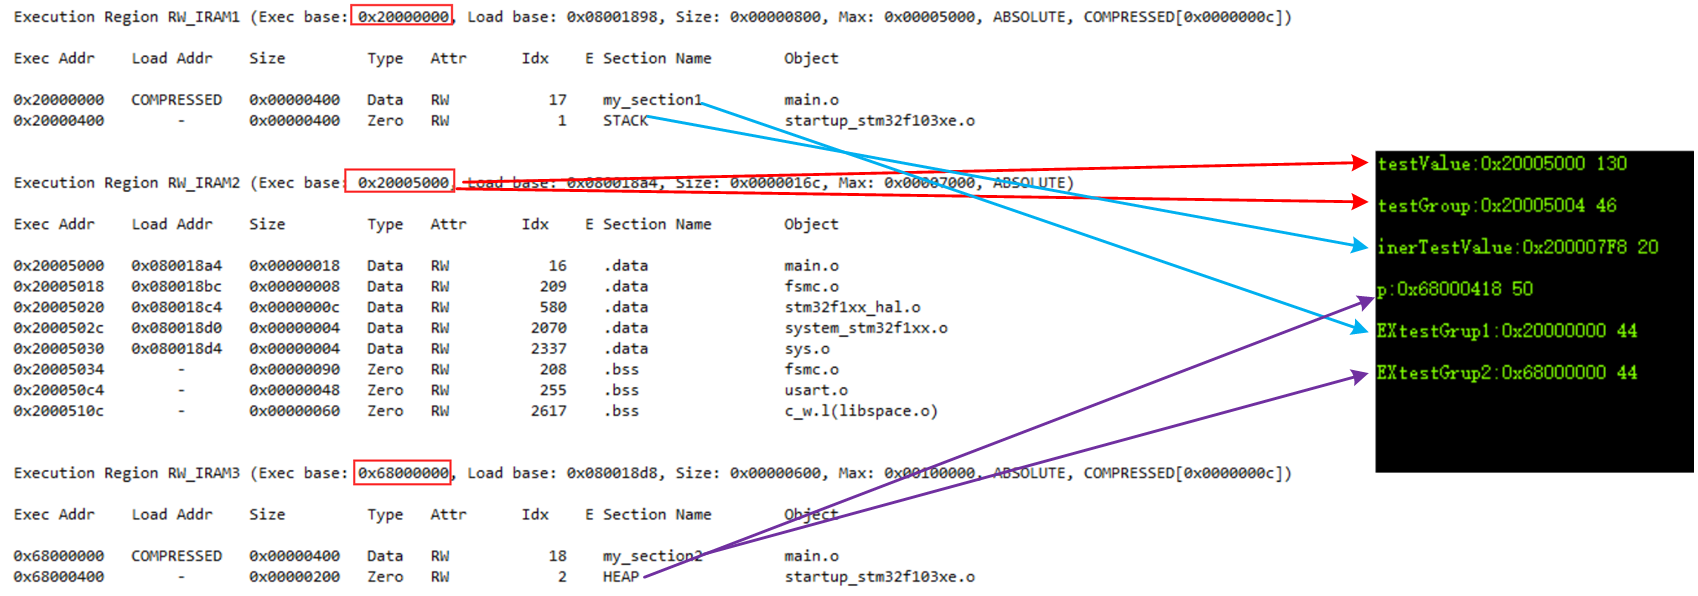 Execution Region RW_IRAM1 (Exec base: 0x20000000, Load base: 0x08001898, Size: 0x00000800, Max: 0x00005000, ABSOLUTE, COMPRESSED[0x0000000c])
Exec Addr Load Addr Size Type Attr Idx E Section Name Object
0x20000000 COMPRESSED 0x00000400 Data RW 17 my_section1 main.o
0x20000400 - 0x00000400 Zero RW 1 STACK startup_stm32f103xe.o
Execution Region RW_IRAM2 (Exec base: 0x20005000, Load base: 0x080018a4, Size: 0x0000016c, Max: 0x00007000, ABSOLUTE)
Exec Addr Load Addr Size Type Attr Idx E Section Name Object
0x20005000 0x080018a4 0x00000018 Data RW 16 .data main.o
0x20005018 0x080018bc 0x00000008 Data RW 209 .data fsmc.o
0x20005020 0x080018c4 0x0000000c Data RW 580 .data stm32f1xx_hal.o
0x2000502c 0x080018d0 0x00000004 Data RW 2070 .data system_stm32f1xx.o
0x20005030 0x080018d4 0x00000004 Data RW 2337 .data sys.o
0x20005034 - 0x00000090 Zero RW 208 .bss fsmc.o
0x200050c4 - 0x00000048 Zero RW 255 .bss usart.o
0x2000510c - 0x00000060 Zero RW 2617 .bss c_w.l(libspace.o)
Execution Region RW_IRAM3 (Exec base: 0x68000000, Load base: 0x080018d8, Size: 0x00000600, Max: 0x00100000, ABSOLUTE, COMPRESSED[0x0000000c])
Exec Addr Load Addr Size Type Attr Idx E Section Name Object
0x68000000 COMPRESSED 0x00000400 Data RW 18 my_section2 main.o
0x68000400 - 0x00000200 Zero RW 2 HEAP startup_stm32f103xe.o
testValue:0x20005000 130
testGroup:0x20005004 46
inerTestValue:0x200007F8 20
p:0x68000418 50
EXtestGrup1:0x20000000 44
EXtestGrup2:0x68000000 44